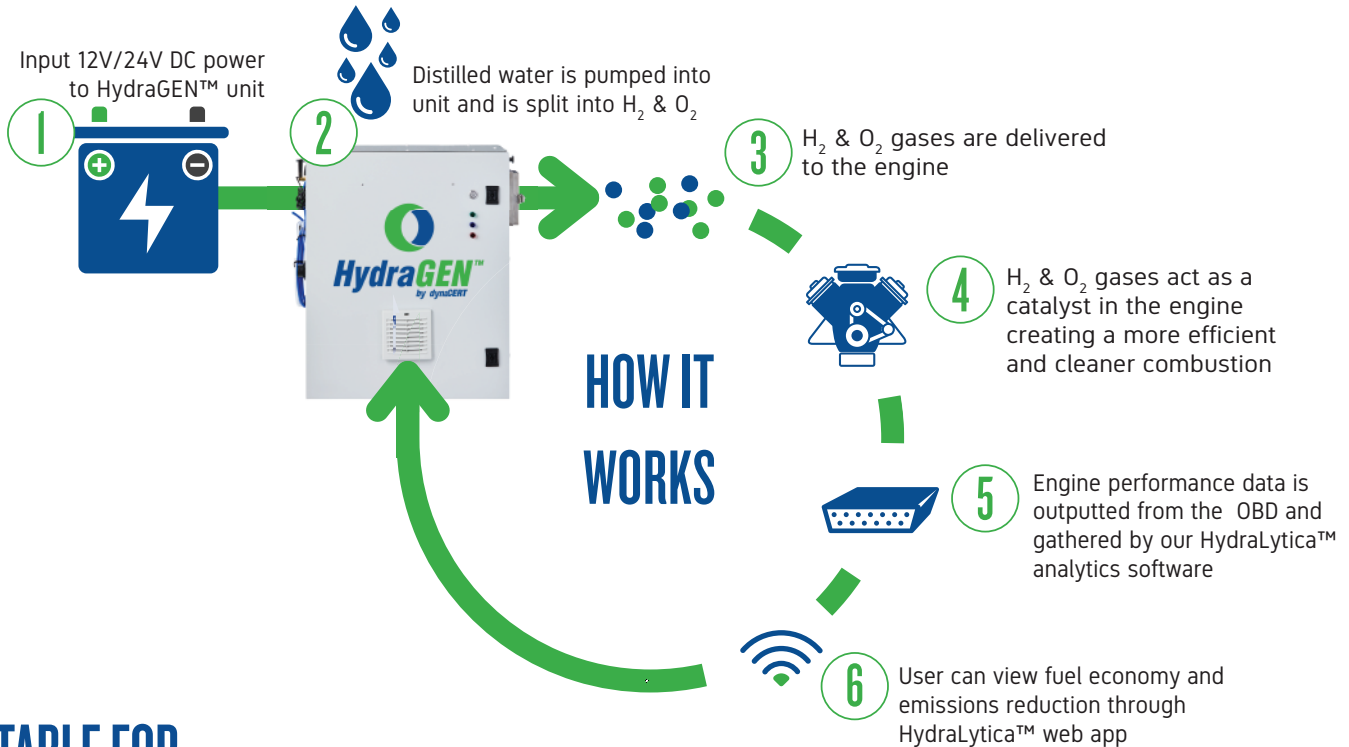 Input 12V/24V DC power
to HydraGEN™ unit
1
2
Distilled water is pumped into
unit and is split into H₂ & O₂
3
H₂ & O₂ gases are delivered
to the engine
HydraGEN™
by dynaCERT
4
H₂ & O₂ gases act as a
catalyst in the engine
creating a more efficient
and cleaner combustion
HOW IT
WORKS
5
Engine performance data is
outputted from the OBD and
gathered by our HydraLytica™
analytics software
6
User can view fuel economy and
emissions reduction through
HydraLytica™ web app
TABLE FOR